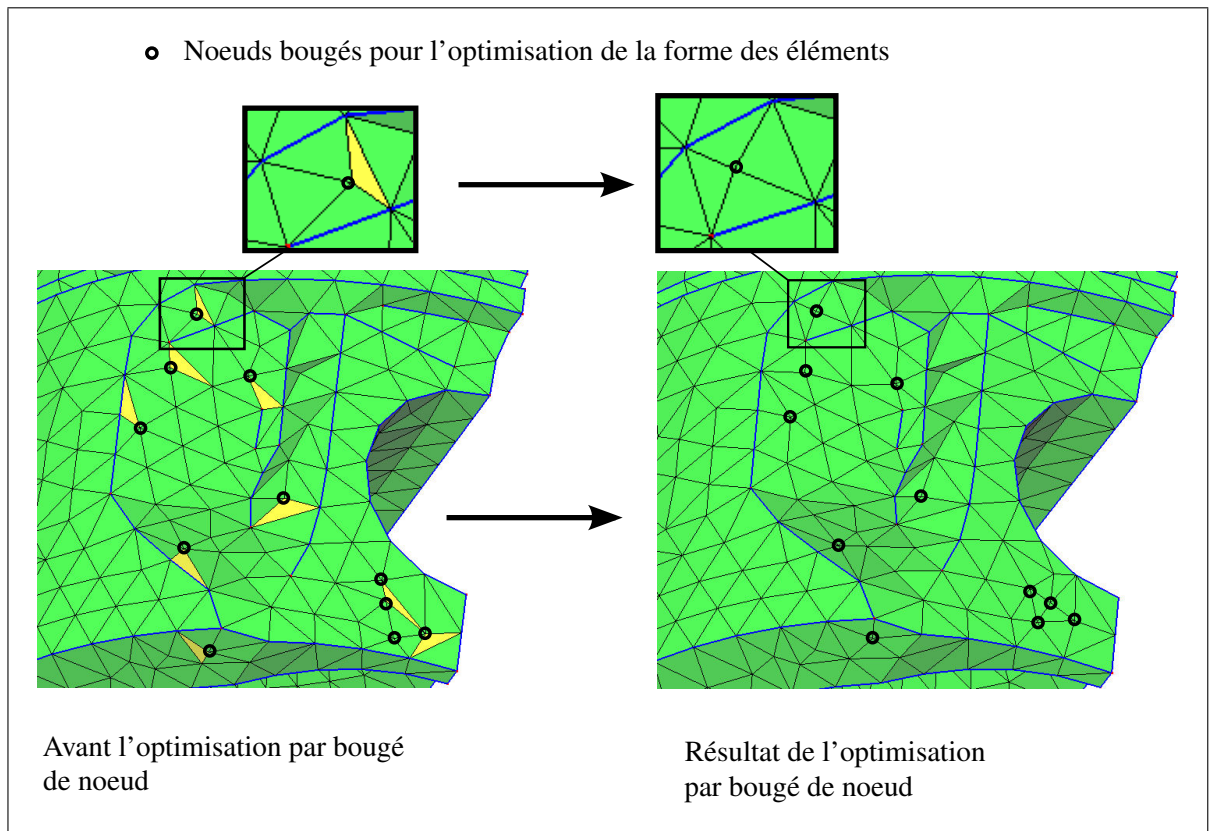 Noeuds bougés pour l'optimisation de la forme des éléments
Avant l'optimisation par bougé
de noeud
Résultat de l'optimisation
par bougé de noeud